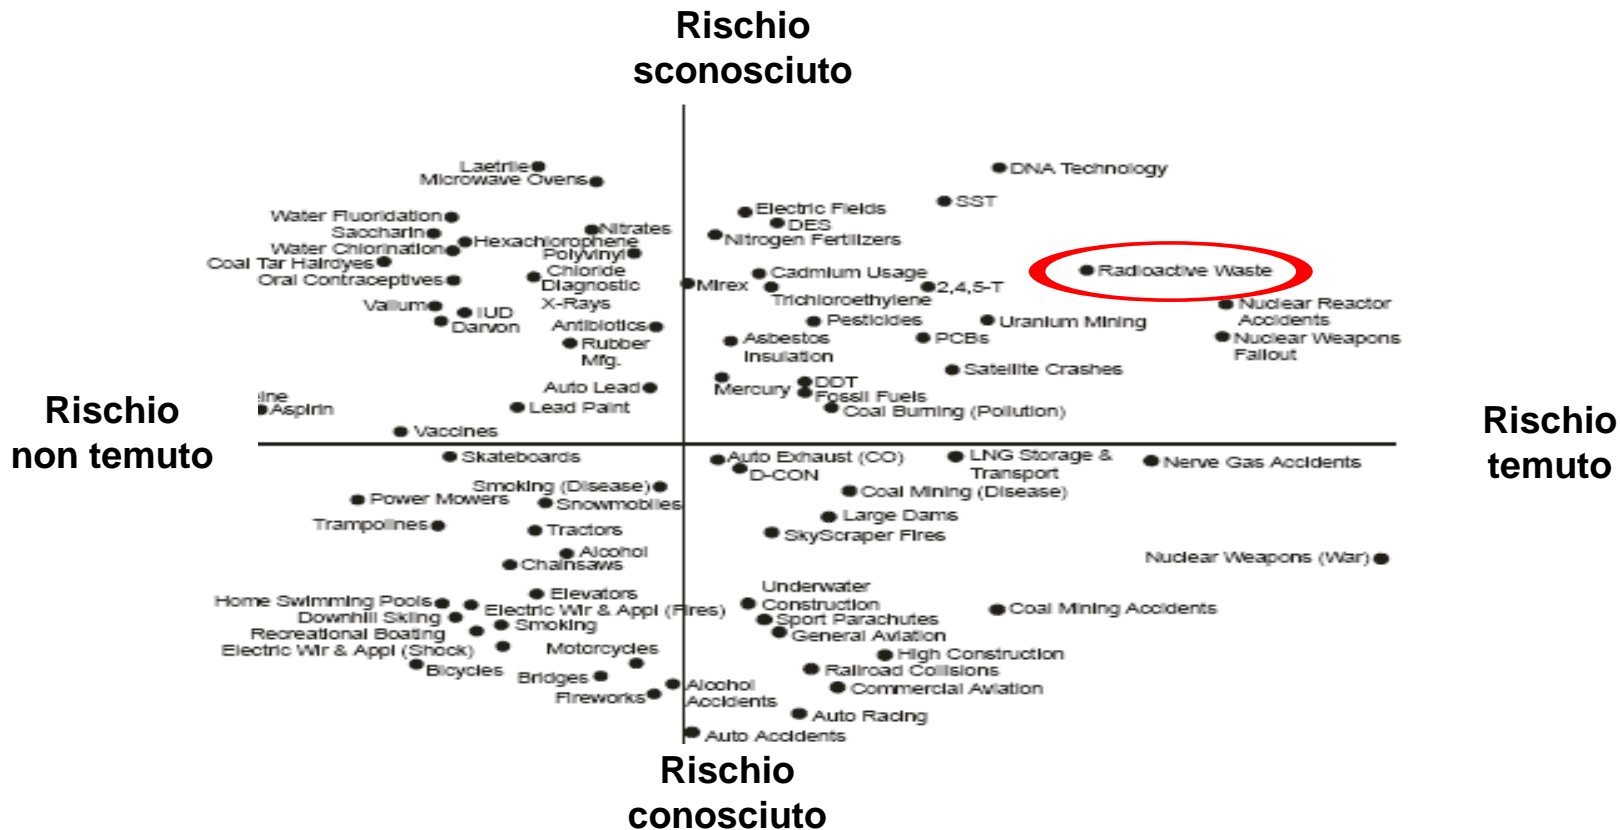 Rischio
sconosciuto
Laetrile
DNA Technology
Microwave Ovens
SST
Electric Fields
Water Fluoridation
DES
Nitrates
Saccharin
Nitrogen Fertilizers
Hexachlorophene
Water Chlorination
Polyvinyl
Chloride
Coal Tar Hairdyes
Radioactive Waste
Cadmium Usage
Oral Contraceptives
Diagnostic
X-Rays
Mirex
Trichloroethylene
2,4,5-T
Nuclear Reactor
Accidents
Valium
IUD
Darvon
Antibiotics
Pesticides
Uranium Mining
Rubber
Mfg.
Asbestos
Insulation
PCBs
Nuclear Weapons
Fallout
Satellite Crashes
Auto Lead
Mercury
DDT
Fossil Fuels
ine
Aspirin
Lead Paint
Coal Burning (Pollution)
Rischio
non temuto
Rischio
temuto
Vaccines
Skateboards
Auto Exhaust (CO)
LNG Storage &
Transport
Nerve Gas Accidents
D-CON
Smoking (Disease)
Coal Mining (Disease)
Power Mowers
Snowmobiles
Large Dams
Trampolines
Tractors
SkyScraper Fires
Alcohol
Nuclear Weapons (War)
Chainsaws
Elevators
Underwater
Construction
Home Swimming Pools
Electric Wir & Appl (Fires)
Coal Mining Accidents
Downhill Skiing
Smoking
Sport Parachutes
Recreational Boating
General Aviation
Electric Wir & Appl (Shock)
Motorcycles
High Construction
Bicycles
Bridges
Railroad Collisions
Fireworks
Alcohol
Accidents
Commercial Aviation
Auto Racing
Auto Accidents
Rischio
conosciuto